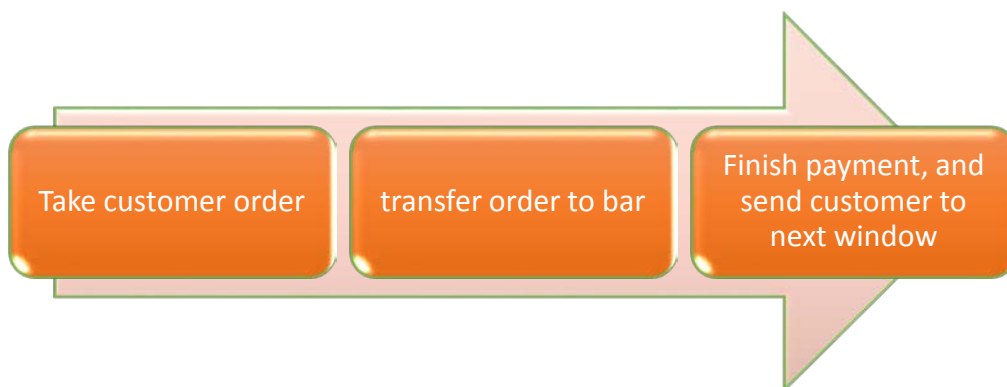 Take customer order
transfer order to bar
Finish payment, and
send customer to
next window